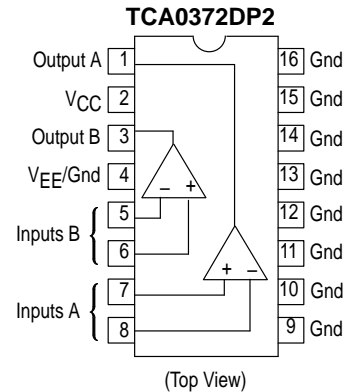 TCA0372DP2
Output A 1 16 Gnd
VCC 2 15 Gnd
Output B 3 14 Gnd
VEE/Gnd 4 13 Gnd
5 12 Gnd
Inputs B
6 11 Gnd
7 10 Gnd
Inputs A
8 9 Gnd
– +
+ –
(Top View)